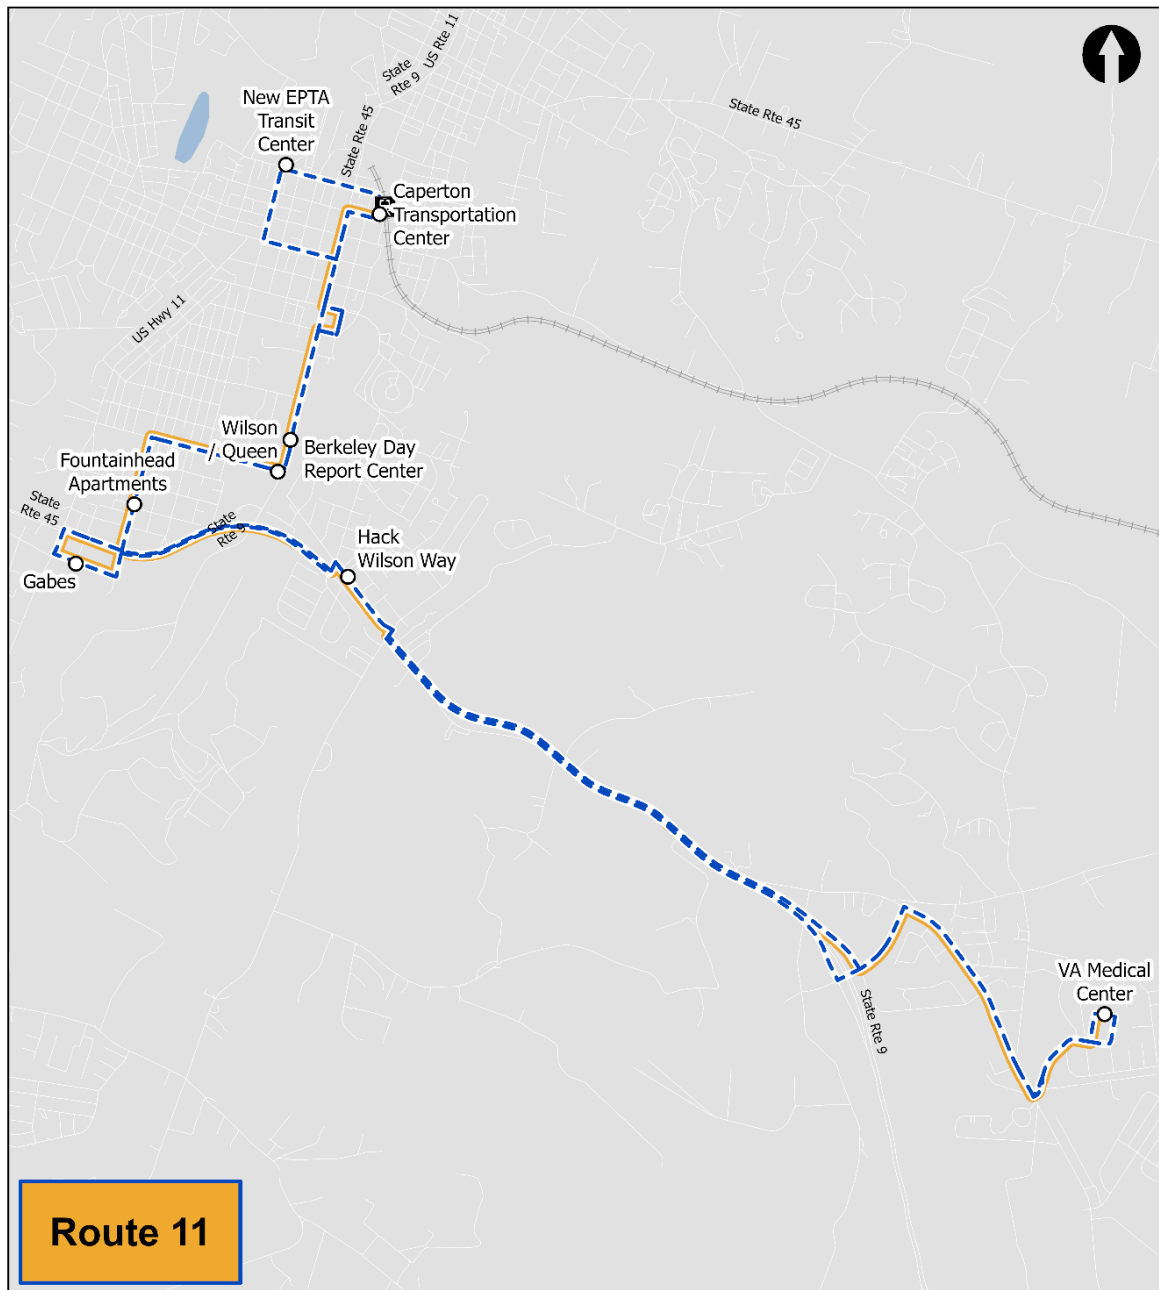 US Rte 11
State
Rte 9
State Rte 45
State Rte 45
New EPTA
Transit
Center
Caperton
Transportation
Center
US Hwy 11
Wilson
/ Queen
Berkeley Day
Report Center
Fountainhead
Apartments
State
Rte 45
State
Rte 9
Hack
Wilson Way
Gabes
VA Medical
Center
State Rte 9
Route 11